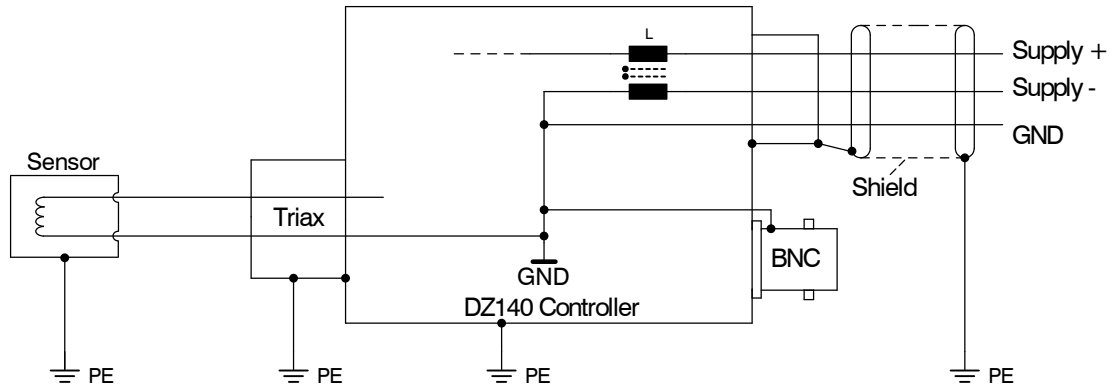 L
Supply +
Supply -
GND
Sensor
Shield
Triax
BNC
GND
DZ140 Controller
PE
PE
PE
PE